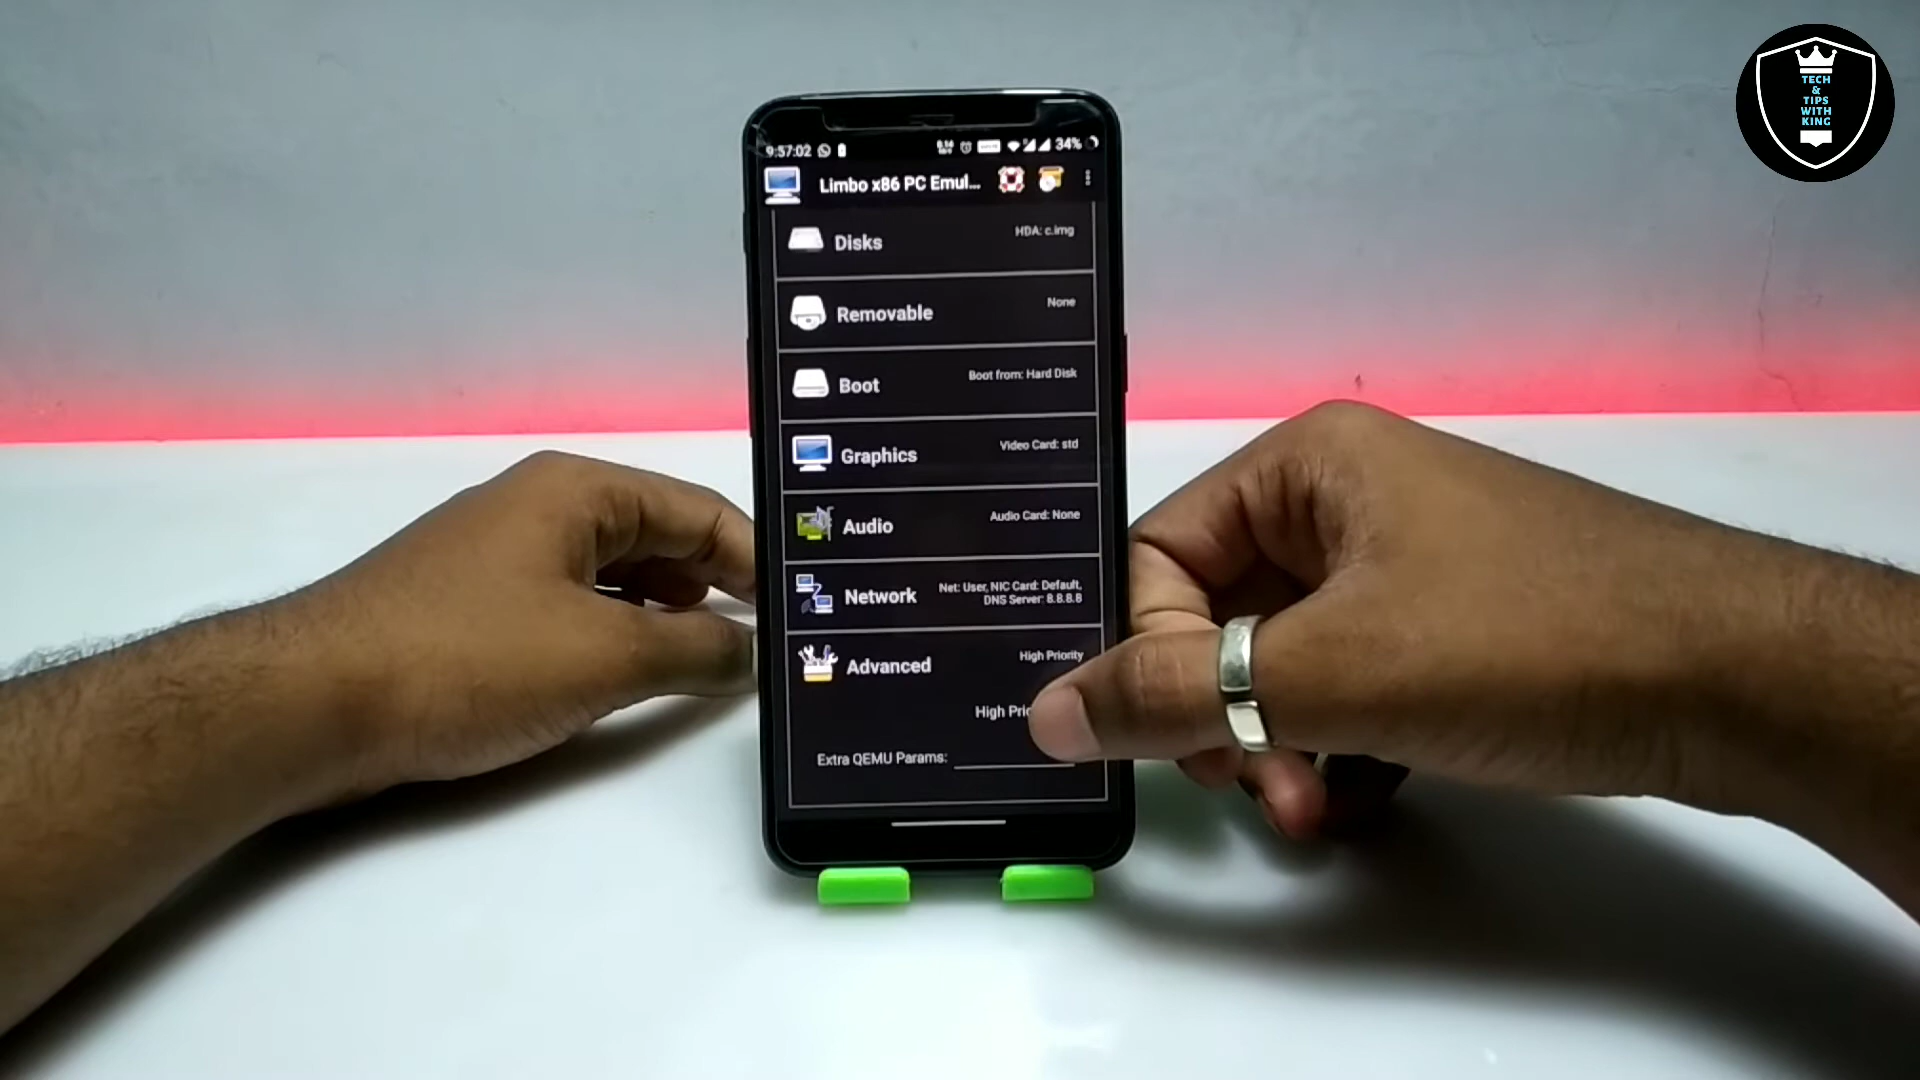 TECH
&
TIPS
WITH
KING
9:57:02
34%
Limbo x86 PC Emul...
Disks
HDA: c.img
Removable
None
Boot
Boot from: Hard Disk
Graphics
Video Card: std
Audio
Audio Card: None
Network
Net: User, NIC Card: Default,
DNS Server: 8.8.8.8
Advanced
High Priority
High
Extra QEMU Params: